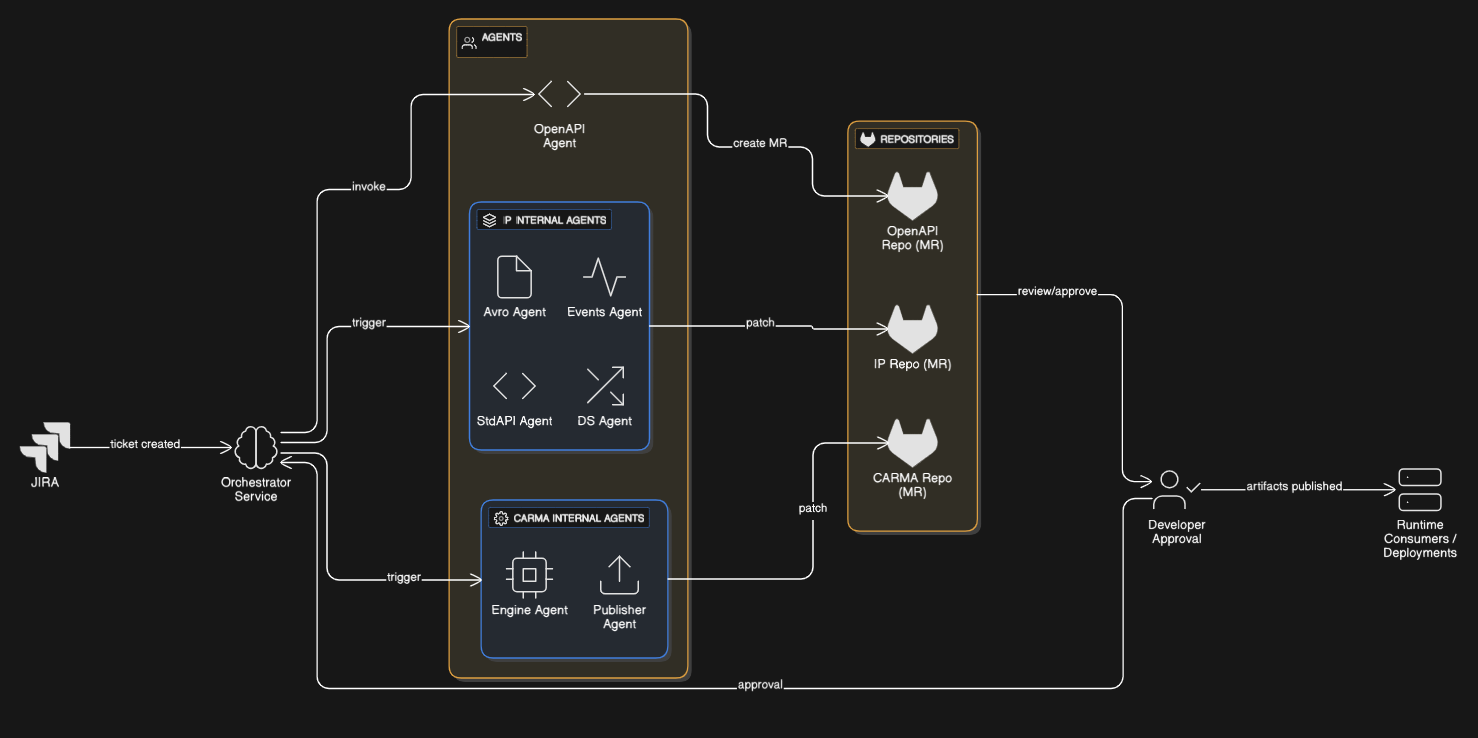 AGENTS
OpenAPI
Agent
create MR
REPOSITORIES
invoke
OpenAPI
Repo (MR)
IP INTERNAL AGENTS
Avro Agent
Events Agent
review/approve
trigger
patch
IP Repo (MR)
StdAPI Agent
DS Agent
ticket created
JIRA
Orchestrator
Service
CARMA Repo
(MR)
artifacts published
patch
CARMA INTERNAL AGENTS
Developer
Approval
Runtime
Consumers /
Deployments
trigger
Engine Agent
Publisher
Agent
approval